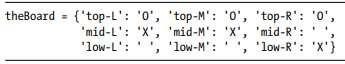 theBoard = {'top-L': 'O', 'top-M': 'O', 'top-R': 'O',
'mid-L': 'X', 'mid-M': 'X', 'mid-R': ' ',
'low-L': ' ', 'low-M': ' ', 'low-R': 'X'}